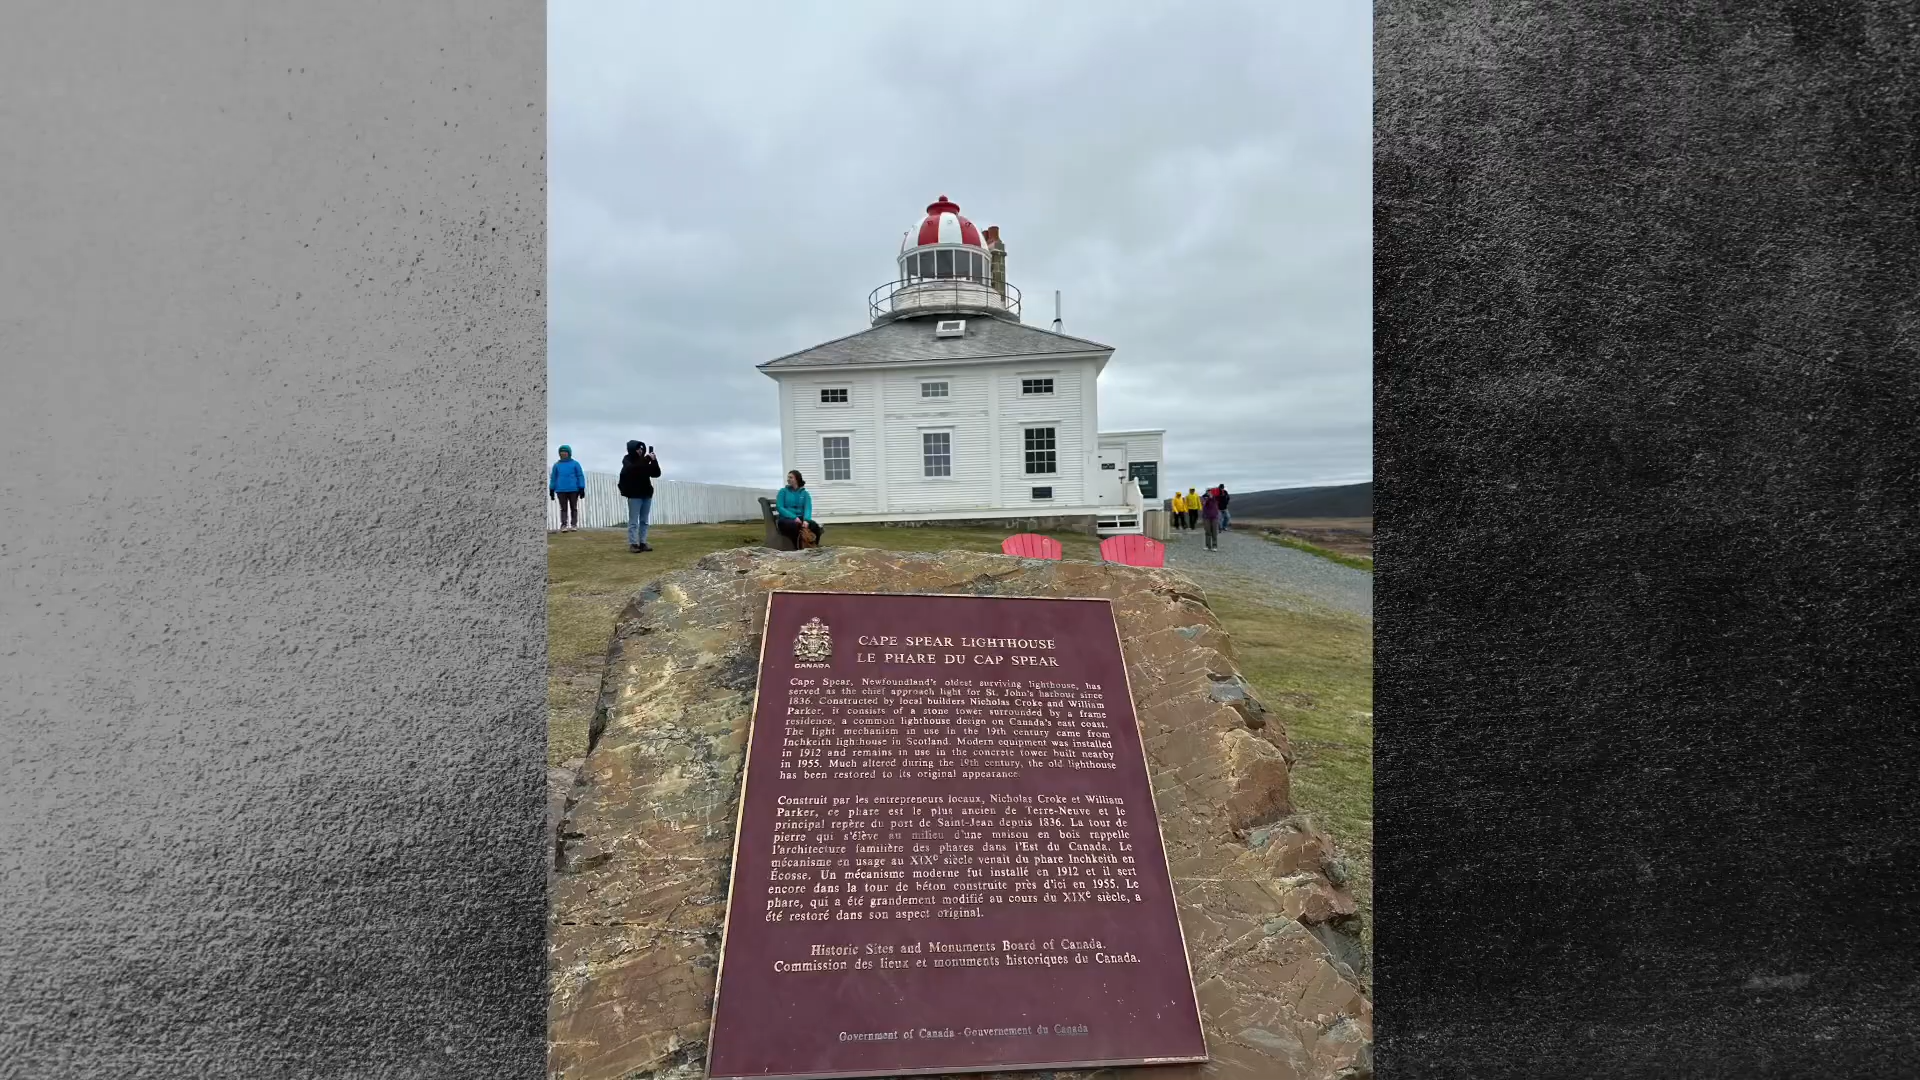 CANADA
CAPE SPEAR LIGHTHOUSE
LE PHARE DU CAP SPEAR
Cape Spear, Newfoundland's oldest surviving lighthouse, has
served as the chief approach light for St. John's harbour since
1836. Constructed by local builders Nicholas Croke and William
Parker, it consists of a stone tower surrounded by a frame
residence, a common lighthouse design on Canada's east coast.
The light mechanism in use in the 19th century came from
Inchkeith lighthouse in Scotland. Modern equipment was installed
in 1912 and remains in use in the concrete tower built nearby
in 1955. Much altered during the 19th century, the old lighthouse
has been restored to its original appearance.
Construit par les entrepreneurs locaux, Nicholas Croke et William
Parker, ce phare est le plus ancien de Terre-Neuve et le
principal repère du port de Saint-Jean depuis 1836. La tour de
pierre qui s'élève au milieu d'une maison en bois rappelle
l'architecture familière des phares dans l'Est du Canada. Le
mécanisme en usage au XIXe siècle venait du phare Inchkeith en
Écosse. Un mécanisme moderne fut installé en 1912 et il sert
encore dans la tour de béton construite près d'ici en 1955. Le
phare, qui a été grandement modifié au cours du XIXe siècle, a
été restoré dans son aspect original.
Historic Sites and Monuments Board of Canada.
Commission des lieux et monuments historiques du Canada.
Government of Canada - Gouvernement du Canada